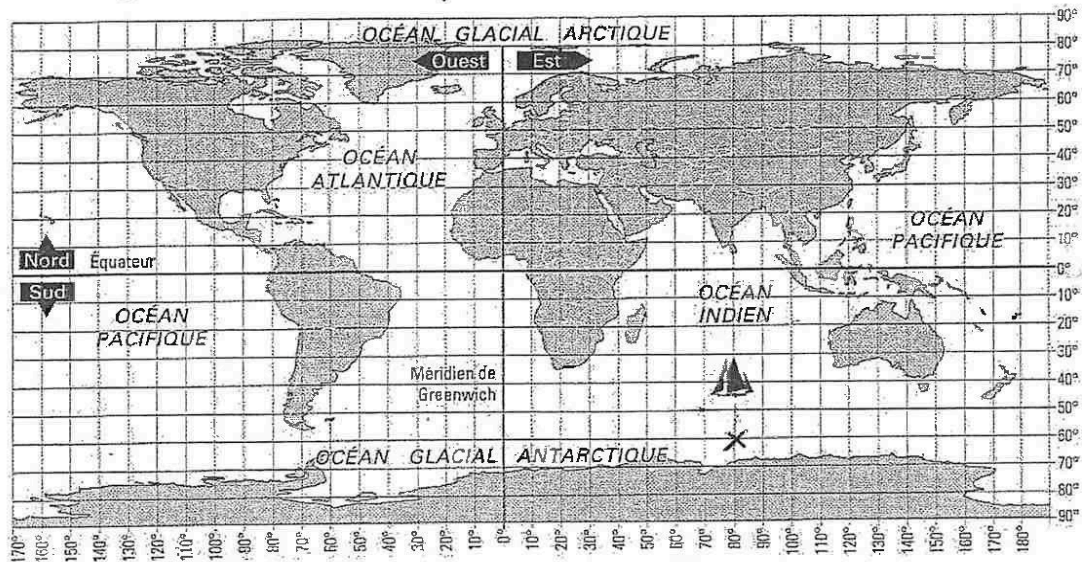 90°
OCÉAN GLACIAL ARCTIQUE
80°
Ouest Est
70°
60°
50°
OCÉAN
ATLANTIQUE
40°
30°
20°
OCÉAN
PACIFIQUE
10°
Nord Équateur
0°
Sud
10°
OCÉAN
INDIEN
OCÉAN
PACIFIQUE
20°
30°
Méridien de
Greenwich
40°
50°
60°
OCÉAN GLACIAL ANTARCTIQUE
70°
80°
90°
170° 160° 150° 140° 130° 120° 110° 100° 90° 80° 70° 60° 50° 40° 30° 20° 10° 0° 10° 20° 30° 40° 50° 60° 70° 80° 90° 100° 110° 120° 130° 140° 150° 160° 170° 180°